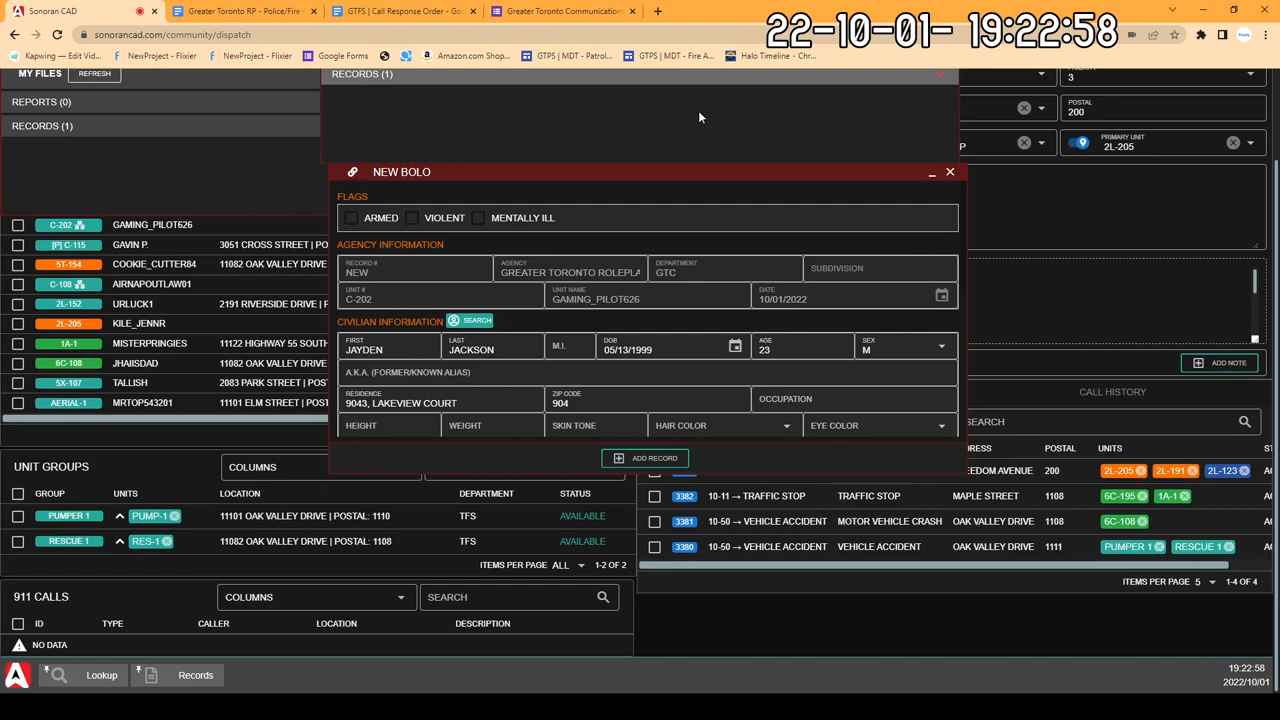 Sonoran CAD
Greater Toronto RP - Police/Fire
GTFS | Call Response Order - Go
Greater Toronto Communication
22-10-01- 19:22:58
sonorancad.com/community/dispatch
Kapwing — Edit Vid...
NewProject - Flixier
NewProject - Flixier
Google Forms
Amazon.com Shop...
GTPS | MDT - Patrol...
GTPS | MDT - Fire A...
Halo Timeline - Chr...
MY FILES
REFRESH
RECORDS (1)
3
REPORTS (0)
POSTAL
200
RECORDS (1)
P
PRIMARY UNIT
2L-205
NEW BOLO
FLAGS
ARMED
VIOLENT
MENTALLY ILL
AGENCY INFORMATION
RECORD #
NEW
AGENCY
GREATER TORONTO ROLEPLA
DEPARTMENT
GTC
SUBDIVISION
UNIT #
C-202
UNIT NAME
GAMING_PILOT626
DATE
10/01/2022
CIVILIAN INFORMATION
SEARCH
FIRST
JAYDEN
LAST
JACKSON
M.I.
DOB
05/13/1999
AGE
23
SEX
M
A.K.A. (FORMER/KNOWN ALIAS)
RESIDENCE
9043, LAKEVIEW COURT
ZIP CODE
904
OCCUPATION
HEIGHT
WEIGHT
SKIN TONE
HAIR COLOR
EYE COLOR
ADD RECORD
C-202 GAMING_PILOT626
[P] C-115 GAVIN P. 3051 CROSS STREET | PO
5T-154 COOKIE_CUTTER84 11082 OAK VALLEY DRIVE
C-108 AIRNAPOUTLAW01
2L-152 URLUCK1 2191 RIVERSIDE DRIVE |
2L-205 KILE_JENNR
1A-1 MISTERPRINGIES 11122 HIGHWAY 55 SOUTH
6C-108 JHAIISDAD 11082 OAK VALLEY DRIVE
5X-107 TALLISH 2083 PARK STREET | POS
AERIAL-1 MRTOP543201 11101 ELM STREET | POS
ADD NOTE
CALL HISTORY
SEARCH
UNIT GROUPS
COLUMNS
GROUP UNITS LOCATION DEPARTMENT STATUS
PUMPER 1 PUMP-1 11101 OAK VALLEY DRIVE | POSTAL: 1110 TFS AVAILABLE
RESCUE 1 RES-1 11082 OAK VALLEY DRIVE | POSTAL: 1108 TFS AVAILABLE
ITEMS PER PAGE ALL 1-2 OF 2
DRESS POSTAL UNITS
EEDOM AVENUE 200 2L-205 2L-191 2L-123
3382 10-11 → TRAFFIC STOP TRAFFIC STOP MAPLE STREET 1108 6C-195 1A-1
3381 10-50 → VEHICLE ACCIDENT MOTOR VEHICLE CRASH OAK VALLEY DRIVE 1108 6C-108
3380 10-50 → VEHICLE ACCIDENT VEHICLE ACCIDENT OAK VALLEY DRIVE 1111 PUMPER 1 RESCUE 1
ITEMS PER PAGE 5 1-4 OF 4
911 CALLS
COLUMNS
SEARCH
ID TYPE CALLER LOCATION DESCRIPTION
NO DATA
Lookup
Records
19:22:58
2022/10/01